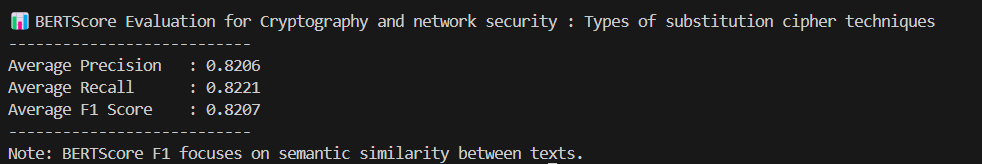 📊 BERTScore Evaluation for Cryptography and network security : Types of substitution cipher techniques
---------------------------
Average Precision   : 0.8206
Average Recall      : 0.8221
Average F1 Score    : 0.8207
---------------------------
Note: BERTScore F1 focuses on semantic similarity between texts.